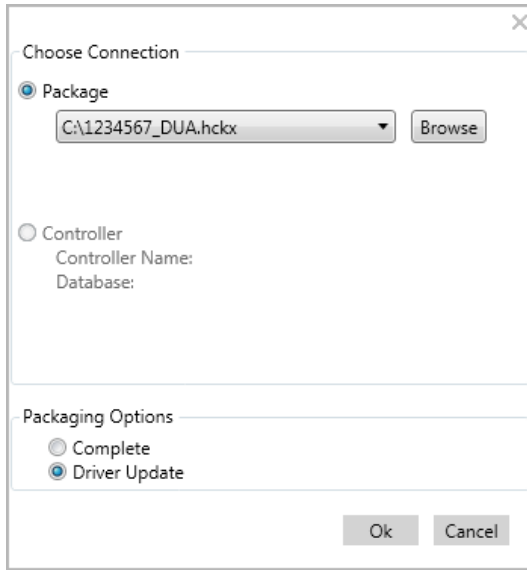 Choose Connection
Package
C:\1234567_DUA.hckx
Browse
Controller
Controller Name:
Database:
Packaging Options
Complete
Driver Update
Ok
Cancel